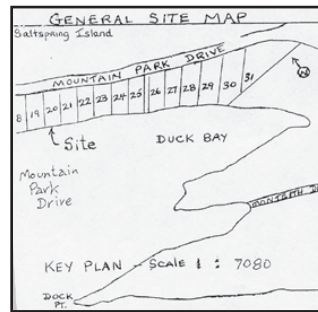 GENERAL SITE MAP
Saltspring Island
MOUNTAIN PARK DRIVE
N
8 19 20 21 22 23 24 25 26 27 28 29 30 31
Site
DUCK BAY
Mountain
Park
Drive
KEY PLAN - SCALE 1 : 7080
DOCK
PT.